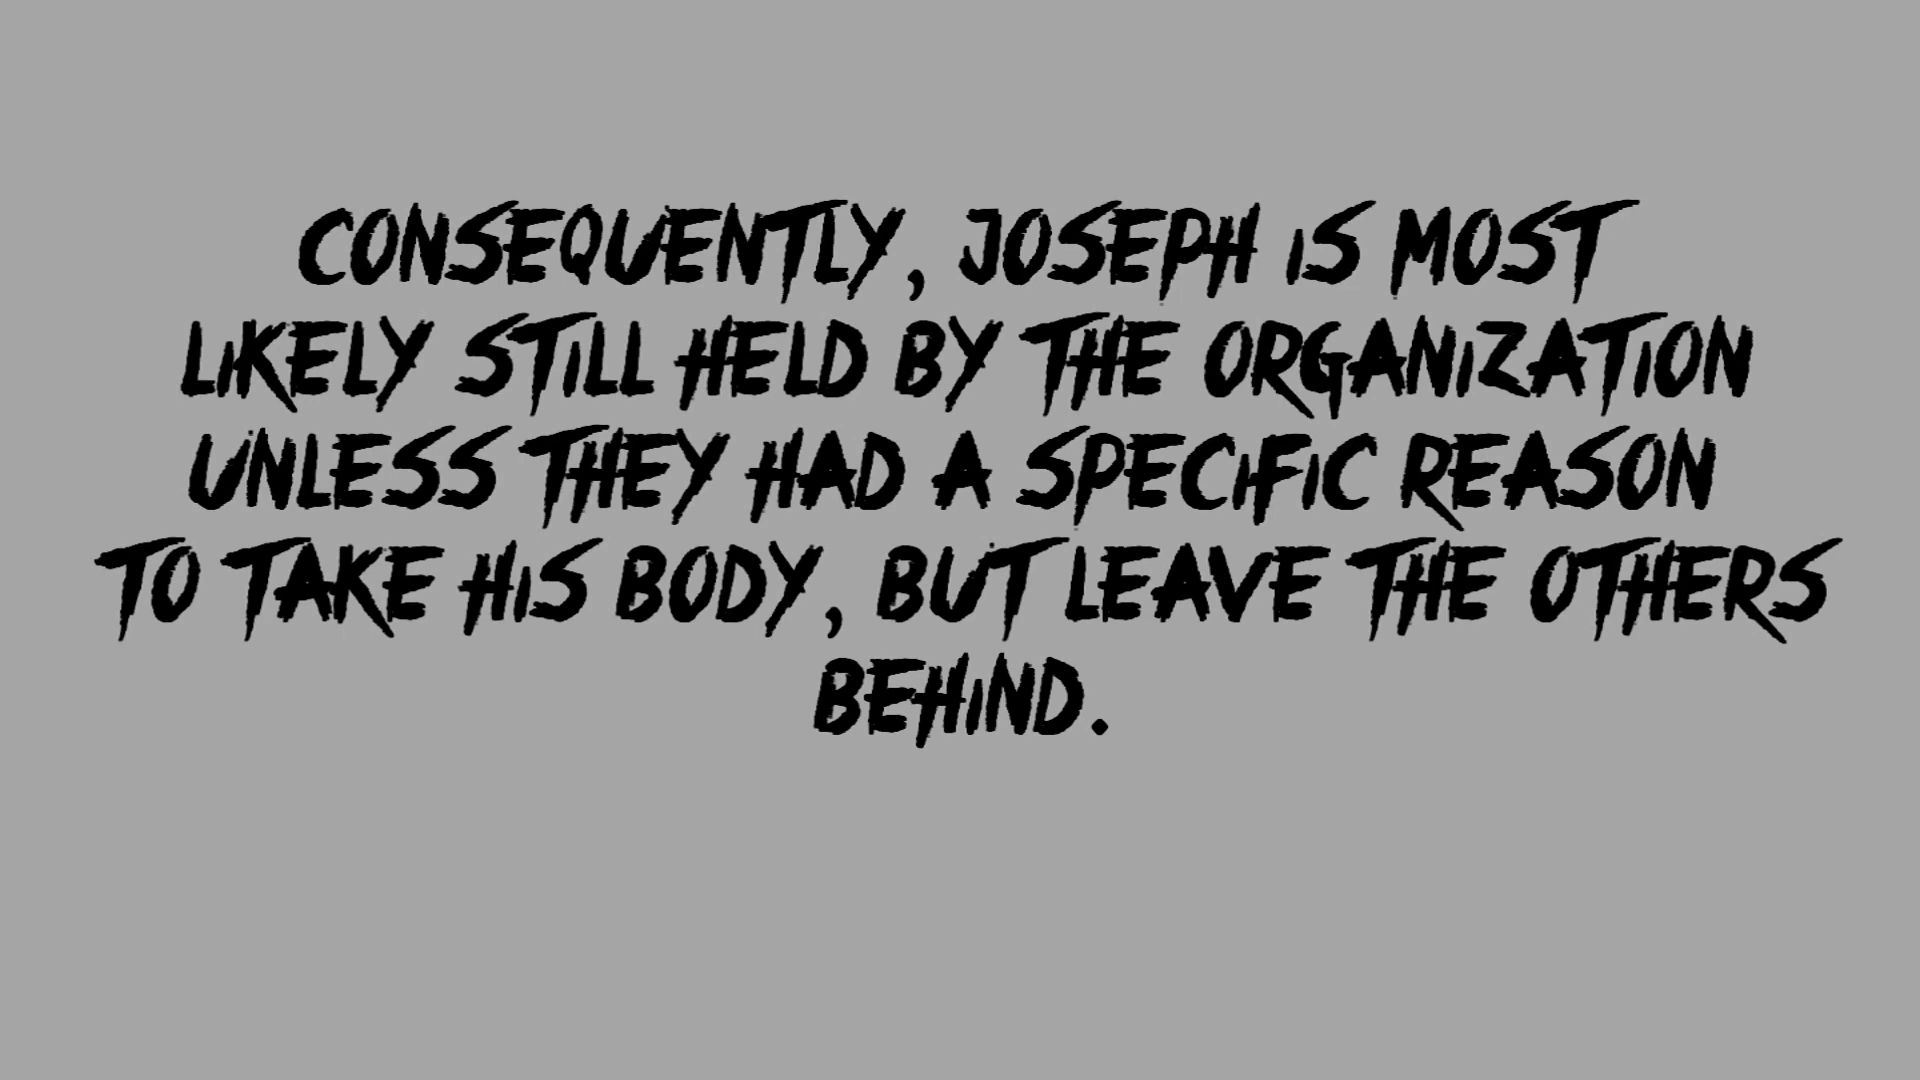 CONSEQUENTLY, JOSEPH IS MOST
LIKELY STILL HELD BY THE ORGANIZATION
UNLESS THEY HAD A SPECIFIC REASON
TO TAKE HIS BODY, BUT LEAVE THE OTHERS
BEHIND.